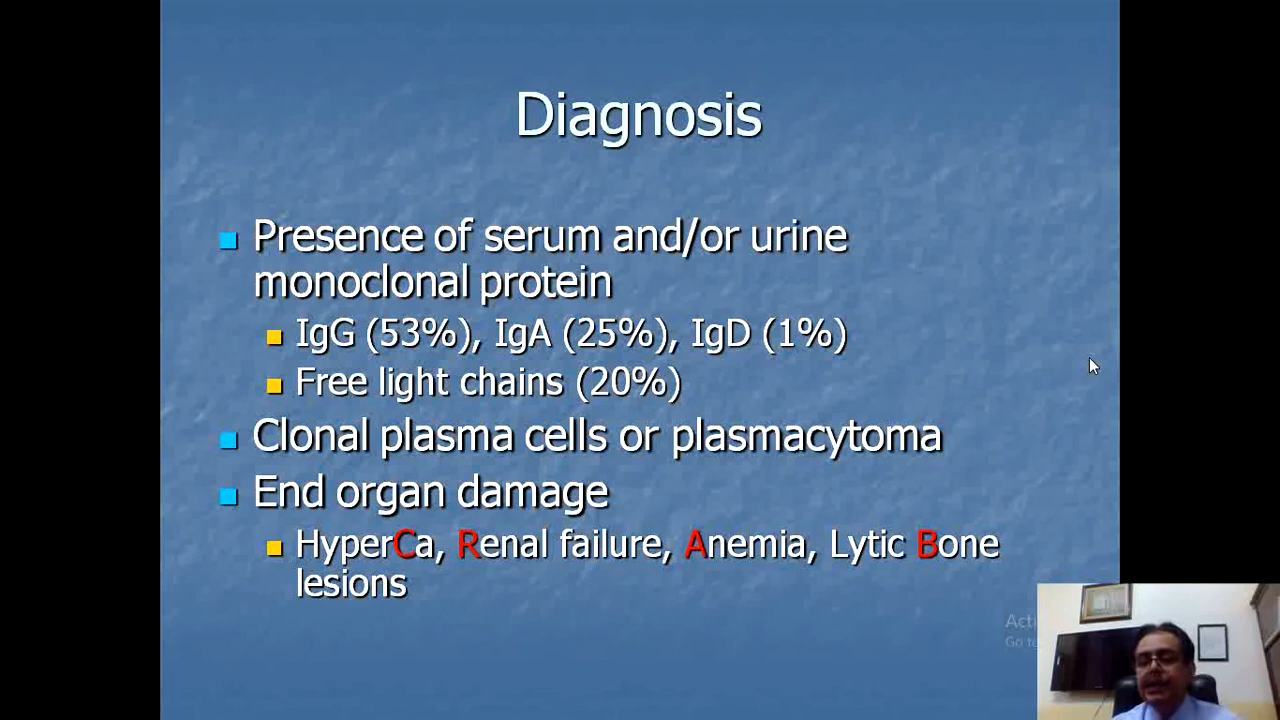 Diagnosis
Presence of serum and/or urine
monoclonal protein
IgG (53%), IgA (25%), IgD (1%)
Free light chains (20%)
Clonal plasma cells or plasmacytoma
End organ damage
HyperCa, Renal failure, Anemia, Lytic Bone
lesions